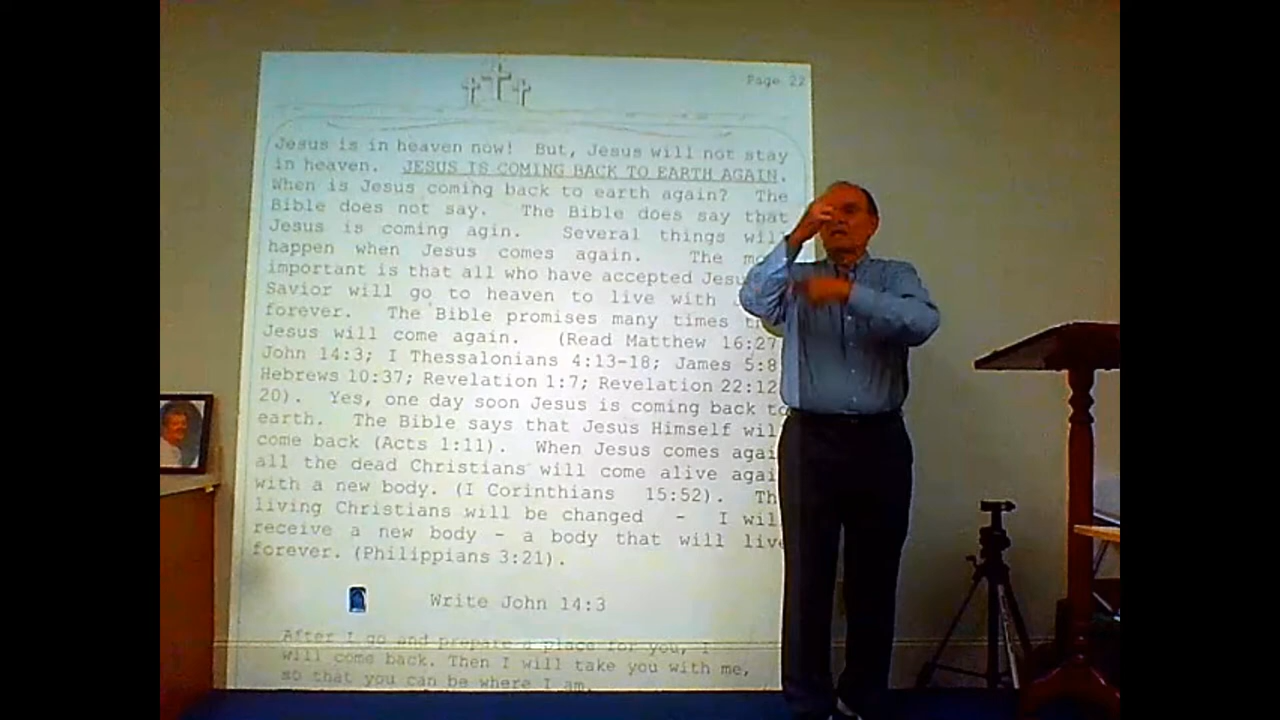 Page 22
Jesus is in heaven now! But, Jesus will not stay
in heaven. JESUS IS COMING BACK TO EARTH AGAIN.
When is Jesus coming back to earth again? The
Bible does not say. The Bible does say that
Jesus is coming agin. Several things will
happen when Jesus comes again. The
important is that all who have accepted
Savior will go to heaven to live with
forever. The Bible promises many times
Jesus will come again. (Read Matthew 16:27
John 14:3; I Thessalonians 4:13-18; James 5:8
Hebrews 10:37; Revelation 1:7; Revelation 22:12
20). Yes, one day soon Jesus is coming back to
earth. The Bible says that Jesus Himself wil
come back (Acts 1:11). When Jesus comes agai
all the dead Christians will come alive agai
with a new body. (I Corinthians 15:52). Th
living Christians will be changed - I wil
receive a new body - a body that will live
forever. (Philippians 3:21).
Write John 14:3
After I go and prepare a place for you, I
will come back. Then I will take you with me,
so that you can be where I am.